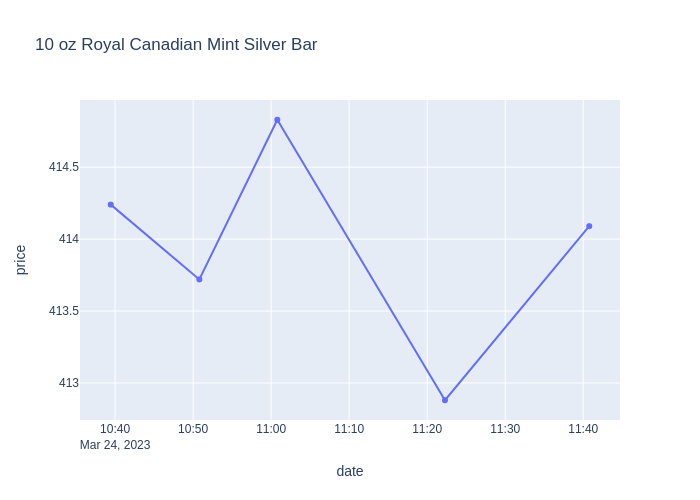 10 oz Royal Canadian Mint Silver Bar
price
414.5
414
413.5
413
10:40 10:50 11:00 11:10 11:20 11:30 11:40
Mar 24, 2023
date